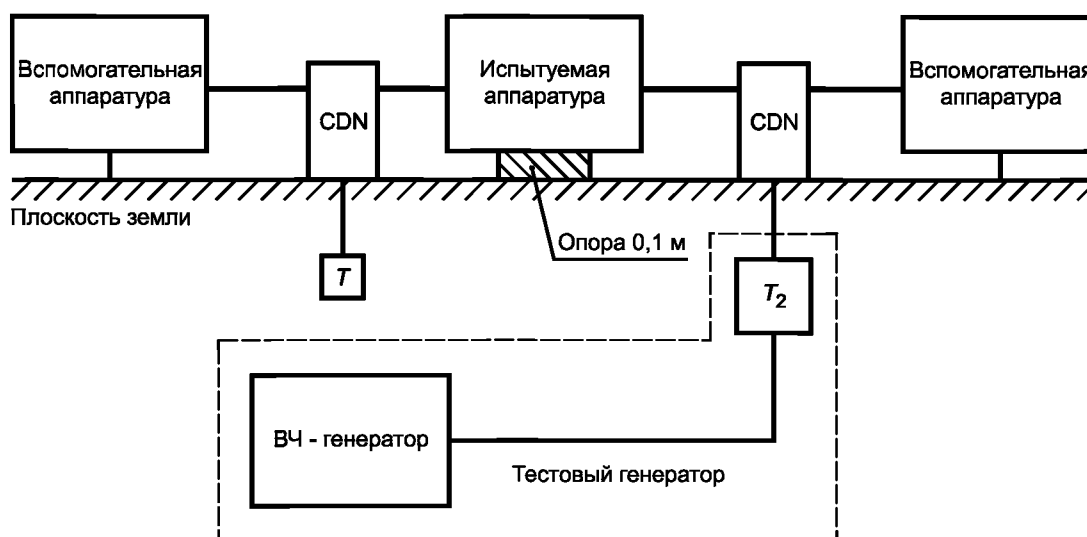 Вспомогательная
аппаратура
CDN
Испытуемая
аппаратура
CDN
Вспомогательная
аппаратура
Плоскость земли
Опора 0,1 м
T
T2
ВЧ - генератор
Тестовый генератор